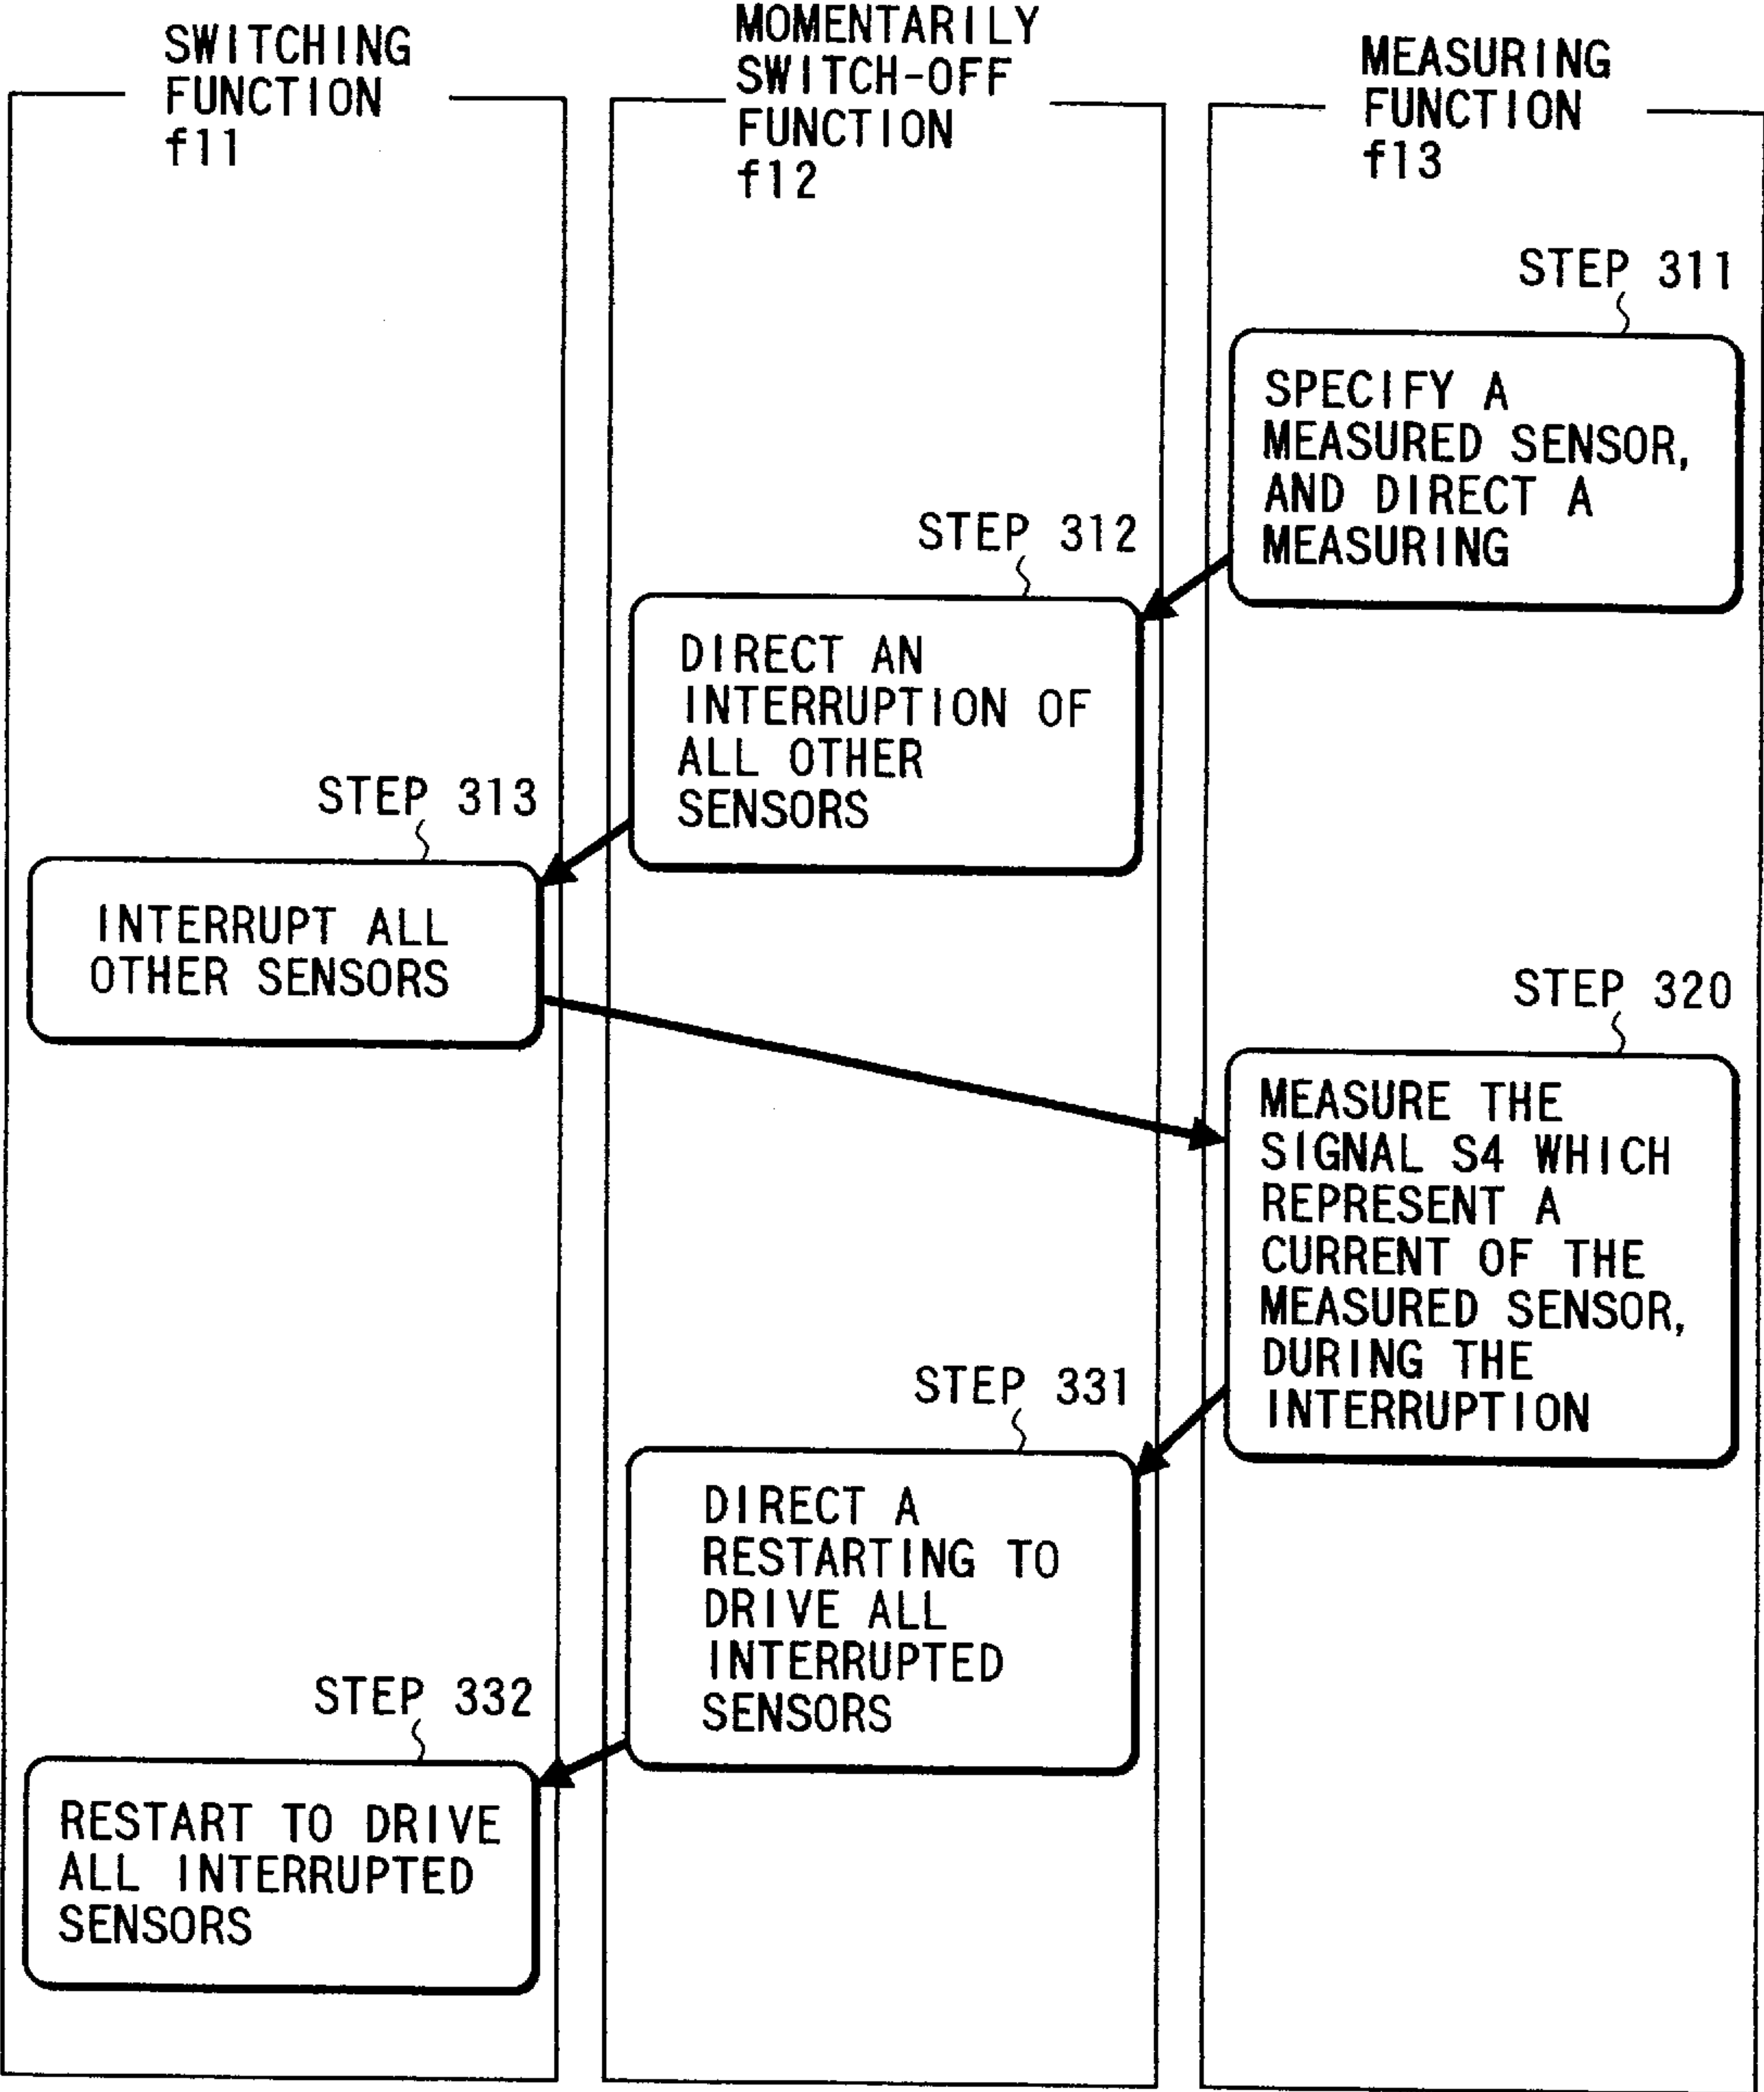 SWITCHING
FUNCTION
f11
MOMENTARILY
SWITCH-OFF
FUNCTION
f12
MEASURING
FUNCTION
f13
STEP 311
SPECIFY A
MEASURED SENSOR,
AND DIRECT A
MEASURING
STEP 312
DIRECT AN
INTERRUPTION OF
ALL OTHER
SENSORS
STEP 313
INTERRUPT ALL
OTHER SENSORS
STEP 320
MEASURE THE
SIGNAL S4 WHICH
REPRESENT A
CURRENT OF THE
MEASURED SENSOR,
DURING THE
INTERRUPTION
STEP 331
DIRECT A
RESTARTING TO
DRIVE ALL
INTERRUPTED
SENSORS
STEP 332
RESTART TO DRIVE
ALL INTERRUPTED
SENSORS